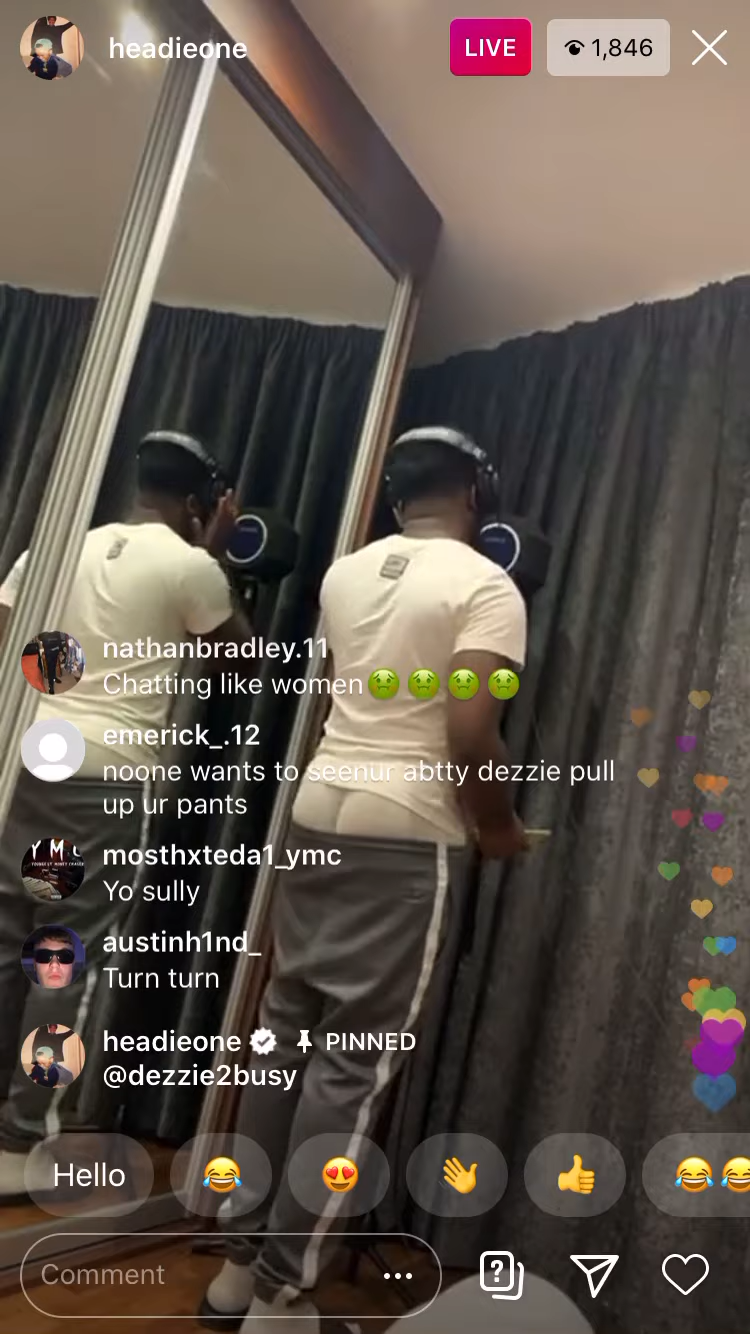 headieone
LIVE
1,846
nathanbradley.11
Chatting like women🤢🤢🤢🤢
emerick_.12
noone wants to seenur abtty dezzie pull
up ur pants
mosthxteda1_ymc
Yo sully
austinh1nd_
Turn turn
headieone PINNED
@dezzie2busy
Hello 😂 😍 👋 👍 😂😂
Comment